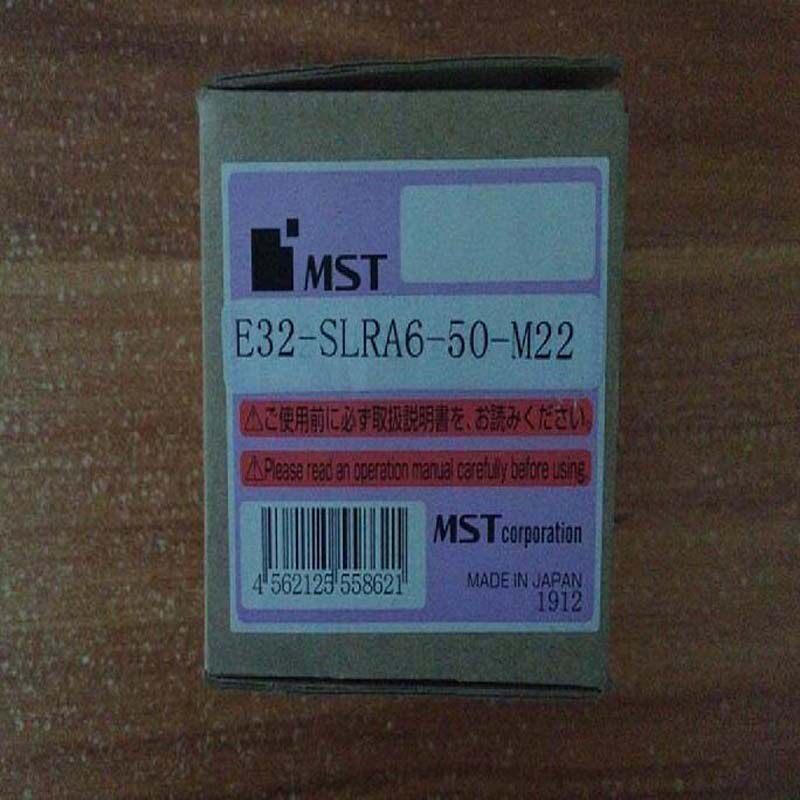 MST
E32-SLRA6-50-M22
⚠ご使用前に必ず取扱説明書を、お読みください。
⚠Please read an operation manual carefully before using.
MST corporation
4 562125 558621
MADE IN JAPAN
1912